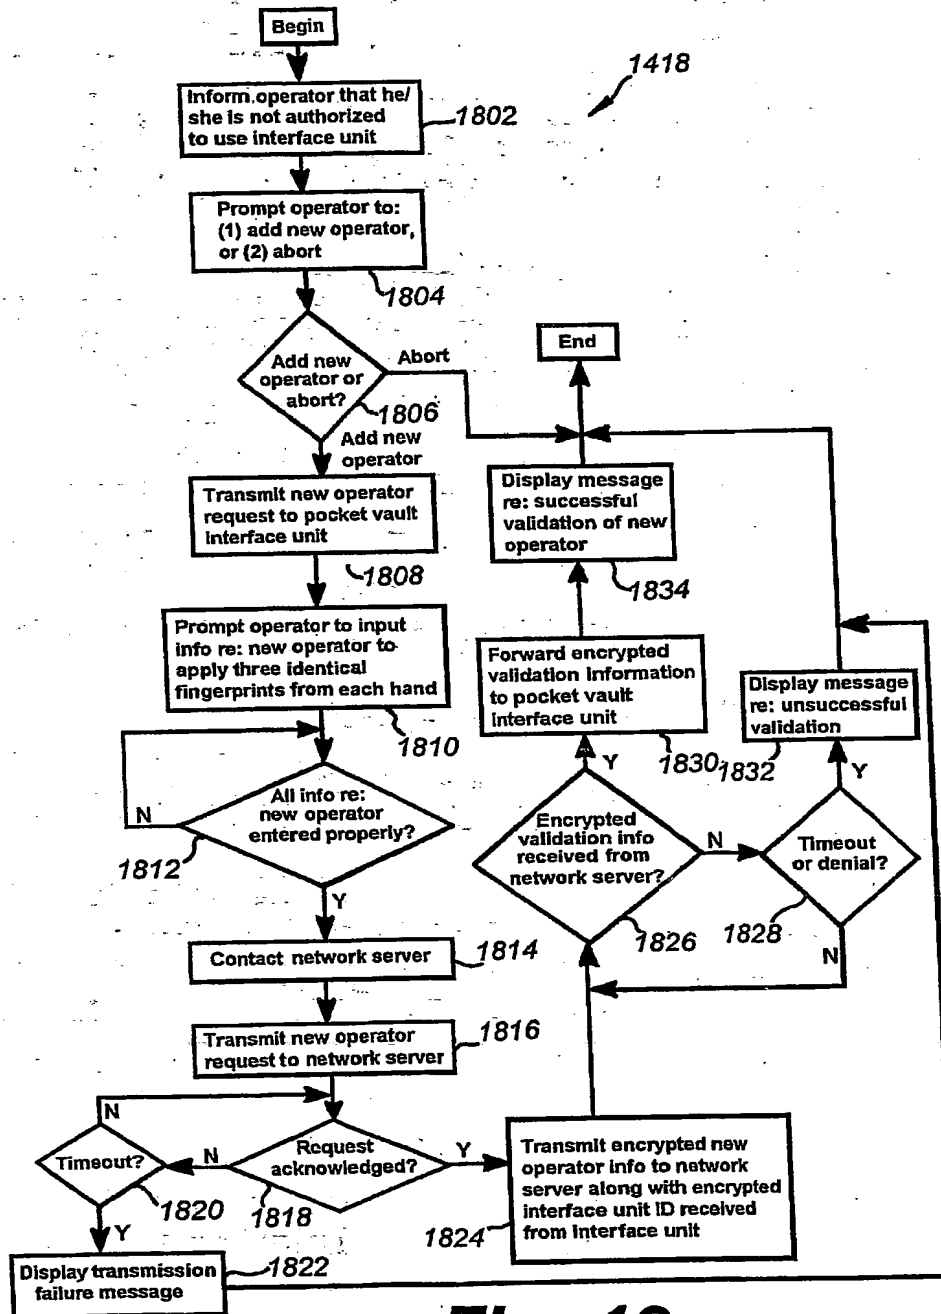 Begin
1418
Inform operator that he/
she is not authorized
to use interface unit
1802
Prompt operator to:
(1) add new operator,
or (2) abort
1804
Add new
operator or
abort?
1806
Abort
Add new
operator
End
Transmit new operator
request to pocket vault
interface unit
1808
Prompt operator to input
info re: new operator to
apply three identical
fingerprints from each hand
1810
All info re:
new operator
entered properly?
N
1812
Y
Contact network server
1814
Transmit new operator
request to network server
1816
Request
acknowledged?
1818
N
Timeout?
1820
N
Y
Display transmission
failure message
1822
Y
Transmit encrypted new
operator info to network
server along with encrypted
interface unit ID received
from interface unit
1824
Encrypted
validation info
received from
network server?
1826
N
Timeout
or denial?
1828
N
Y
Display message
re: unsuccessful
validation
1832
Y
Forward encrypted
validation information
to pocket vault
interface unit
1830
Display message
re: successful
validation of new
operator
1834